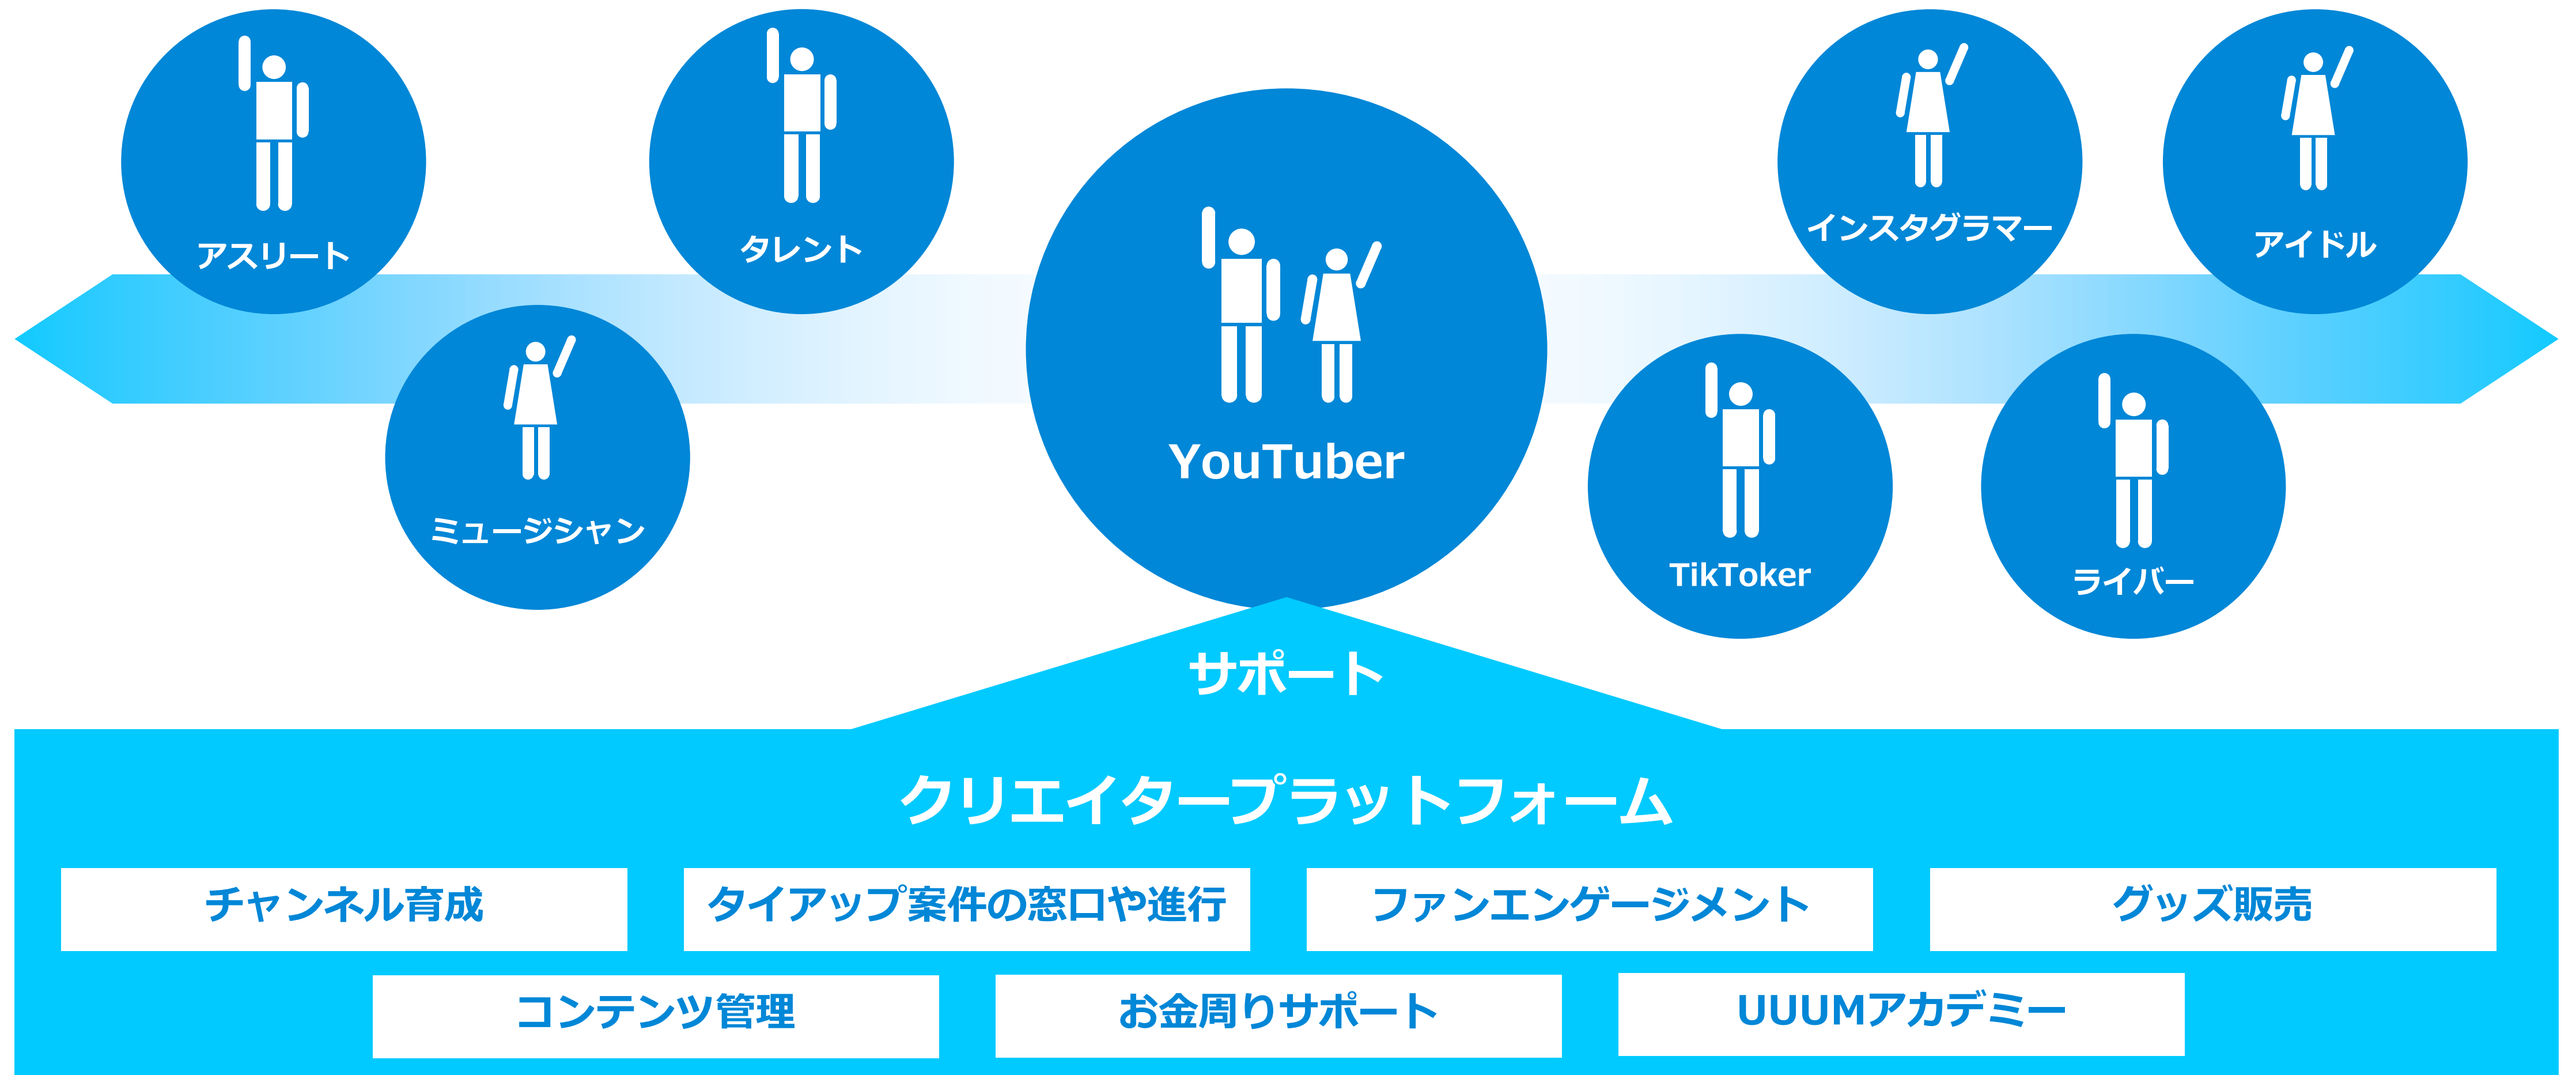 アスリート
タレント
インスタグラマー
アイドル
ミュージシャン
YouTuber
TikToker
ライバー
サポート
クリエイタープラットフォーム
チャンネル育成
タイアップ案件の窓口や進行
ファンエンゲージメント
グッズ販売
コンテンツ管理
お金周りサポート
UUUMアカデミー